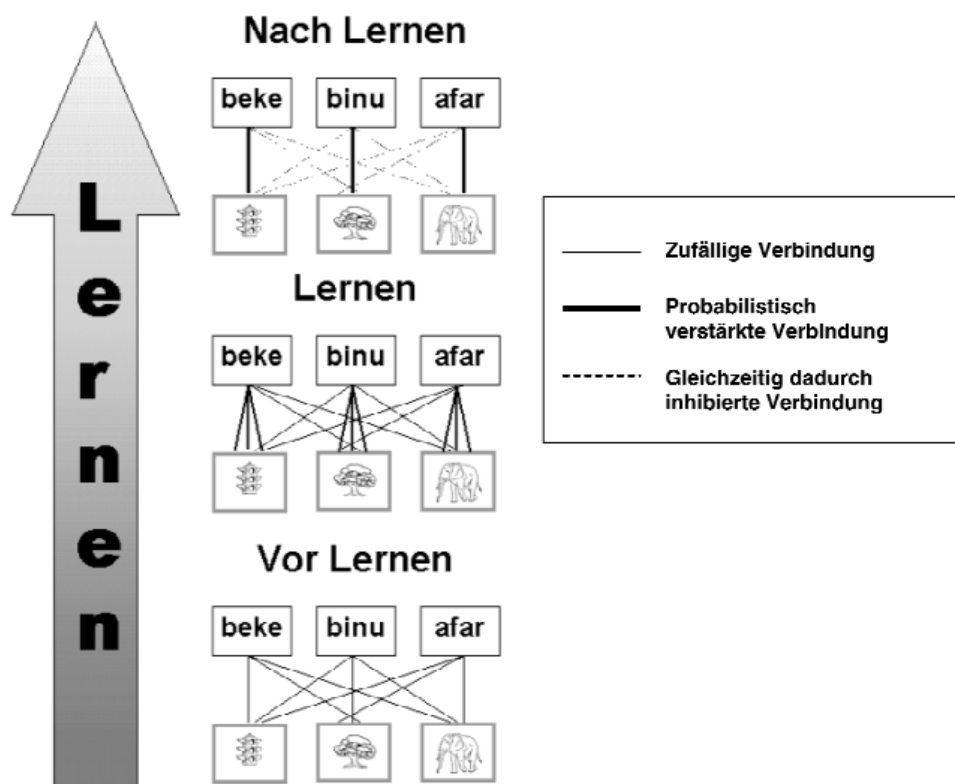 Nach Lernen
beke binu afar
Lernen
beke binu afar
Vor Lernen
beke binu afar
Lernen
Zufällige Verbindung
Probabilistisch
verstärkte Verbindung
Gleichzeitig dadurch
inhibierte Verbindung